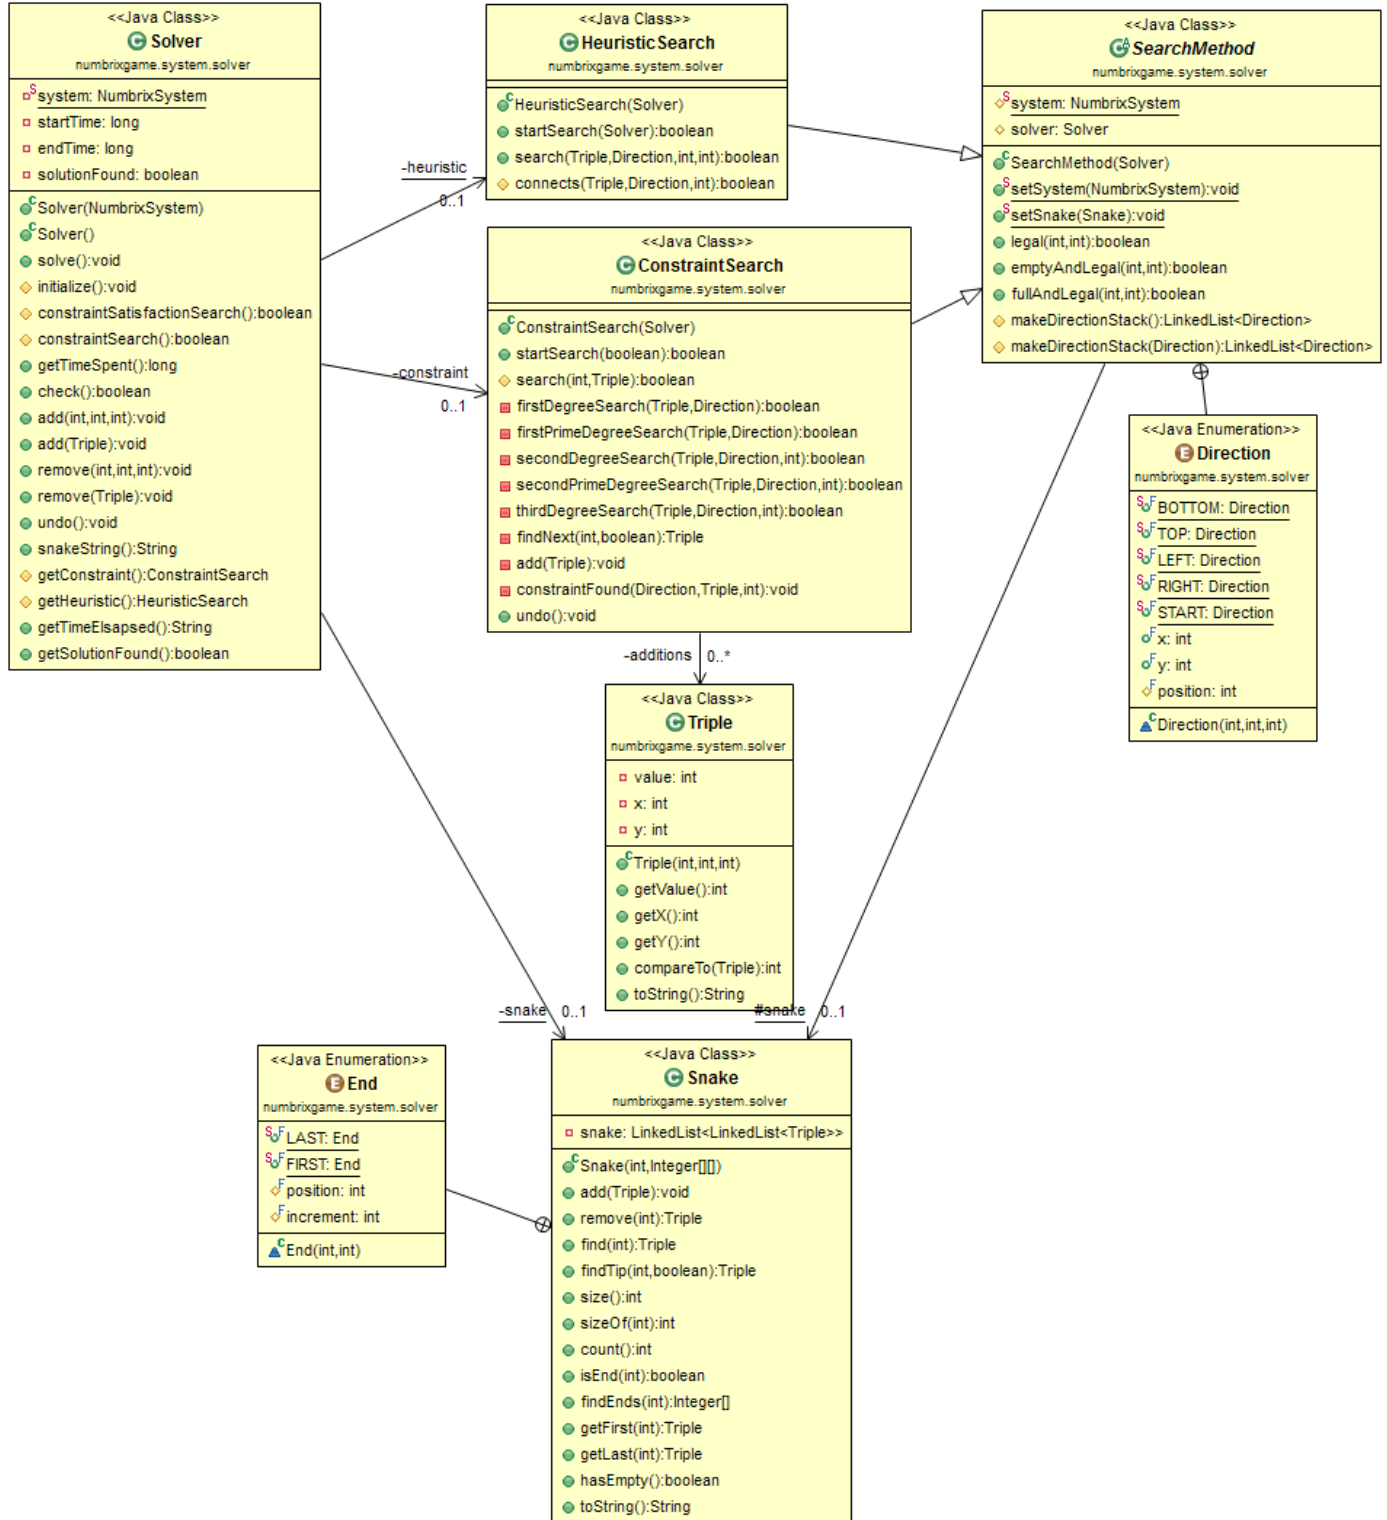 <<Java Class>>
Solver
numbrixgame.system.solver
system: NumbrixSystem
startTime: long
endTime: long
solutionFound: boolean
Solver(NumbrixSystem)
Solver()
solve():void
initialize():void
constraintSatisfactionSearch():boolean
constraintSearch():boolean
getTimeSpent():long
check():boolean
add(int,int,int):void
add(Triple):void
remove(int,int,int):void
remove(Triple):void
undo():void
snakeString():String
getConstraint():ConstraintSearch
getHeuristic():HeuristicSearch
getTimeElsapsed():String
getSolutionFound():boolean
-heuristic
0..1
-constraint
0..1
<<Java Class>>
HeuristicSearch
numbrixgame.system.solver
HeuristicSearch(Solver)
startSearch(Solver):boolean
search(Triple,Direction,int,int):boolean
connects(Triple,Direction,int):boolean
<<Java Class>>
ConstraintSearch
numbrixgame.system.solver
ConstraintSearch(Solver)
startSearch(boolean):boolean
search(int,Triple):boolean
firstDegreeSearch(Triple,Direction):boolean
firstPrimeDegreeSearch(Triple,Direction):boolean
secondDegreeSearch(Triple,Direction,int):boolean
secondPrimeDegreeSearch(Triple,Direction,int):boolean
thirdDegreeSearch(Triple,Direction,int):boolean
findNext(int,boolean):Triple
add(Triple):void
constraintFound(Direction,Triple,int):void
undo():void
<<Java Class>>
SearchMethod
numbrixgame.system.solver
system: NumbrixSystem
solver: Solver
SearchMethod(Solver)
setSystem(NumbrixSystem):void
setSnake(Snake):void
legal(int,int):boolean
emptyAndLegal(int,int):boolean
fullAndLegal(int,int):boolean
makeDirectionStack():LinkedList<Direction>
makeDirectionStack(Direction):LinkedList<Direction>
<<Java Enumeration>>
Direction
numbrixgame.system.solver
BOTTOM: Direction
TOP: Direction
LEFT: Direction
RIGHT: Direction
START: Direction
x: int
y: int
position: int
Direction(int,int,int)
-additions 0..*
<<Java Class>>
Triple
numbrixgame.system.solver
value: int
x: int
y: int
Triple(int,int,int)
getValue():int
getX():int
getY():int
compareTo(Triple):int
toString():String
-snake 0..1
#snake 0..1
<<Java Enumeration>>
End
numbrixgame.system.solver
LAST: End
FIRST: End
position: int
increment: int
End(int,int)
<<Java Class>>
Snake
numbrixgame.system.solver
snake: LinkedList<LinkedList<Triple>>
Snake(int,Integer[][])
add(Triple):void
remove(int):Triple
find(int):Triple
findTip(int,boolean):Triple
size():int
sizeOf(int):int
count():int
isEnd(int):boolean
findEnds(int):Integer[]
getFirst(int):Triple
getLast(int):Triple
hasEmpty():boolean
toString():String